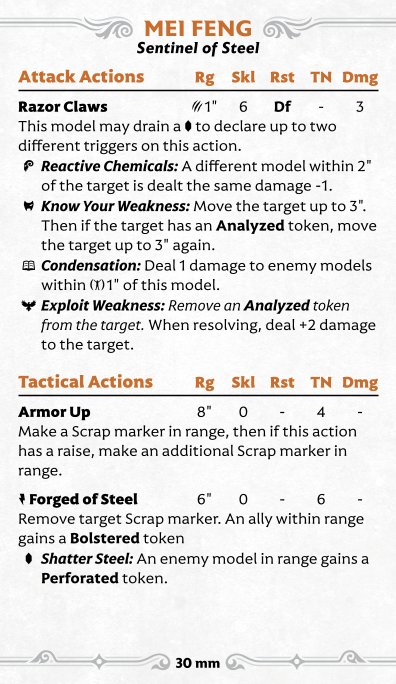 MEI FENG
Sentinel of Steel
Attack Actions Rg Skl Rst TN Dmg
Razor Claws 1" 6 Df - 3
This model may drain a to declare up to two
different triggers on this action.
Reactive Chemicals: A different model within 2"
of the target is dealt the same damage -1.
Know Your Weakness: Move the target up to 3".
Then if the target has an Analyzed token, move
the target up to 3" again.
Condensation: Deal 1 damage to enemy models
within 1" of this model.
Exploit Weakness: Remove an Analyzed token
from the target. When resolving, deal +2 damage
to the target.
Tactical Actions Rg Skl Rst TN Dmg
Armor Up 8" 0 - 4 -
Make a Scrap marker in range, then if this action
has a raise, make an additional Scrap marker in
range.
Forged of Steel 6" 0 - 6 -
Remove target Scrap marker. An ally within range
gains a Bolstered token
Shatter Steel: An enemy model in range gains a
Perforated token.
30 mm